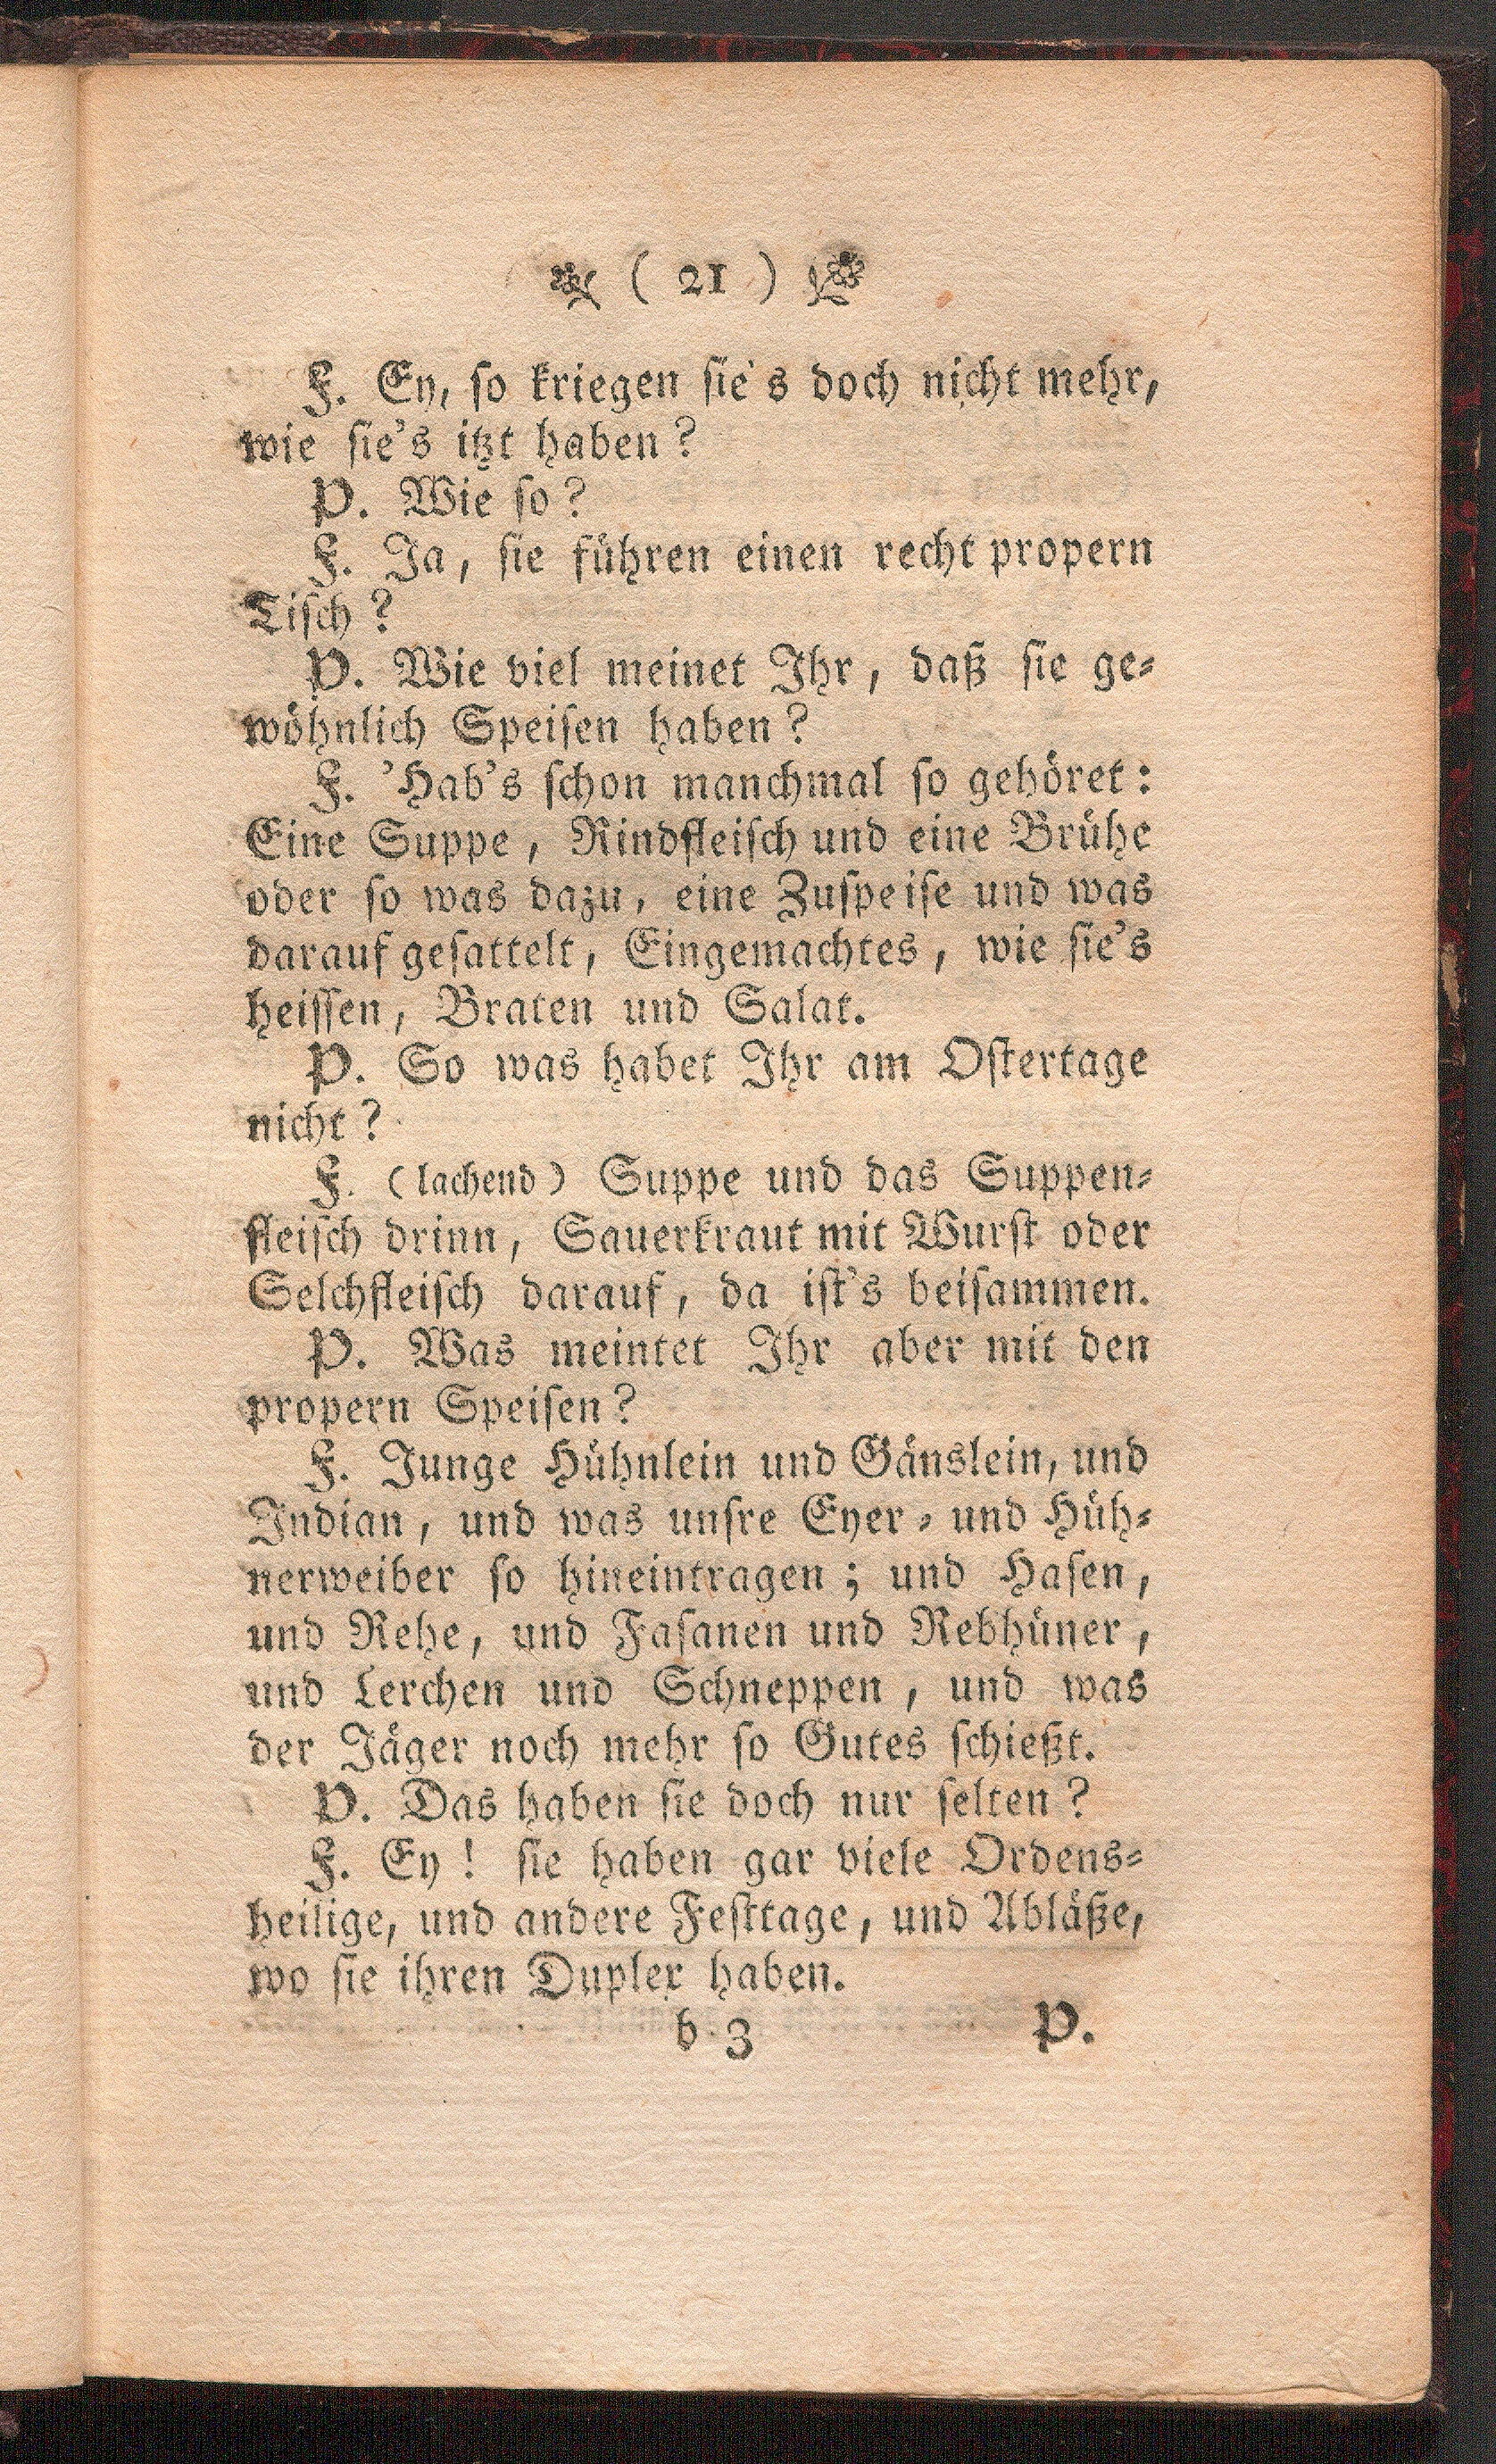 ( 21 )
F. Ey, so kriegen sie's doch nicht mehr,
wie sie's itzt haben?
P. Wie so?
F. Ja, sie führen einen recht propern
Tisch?
P. Wie viel meinet Ihr, daß sie ge-
wöhnlich Speisen haben?
F. 'Hab's schon manchmal so gehöret:
Eine Suppe, Rindfleisch und eine Brühe
oder so was dazu, eine Zuspeise und was
darauf gesattelt, Eingemachtes, wie sie's
heissen, Braten und Salat.
P. So was habet Ihr am Ostertage
nicht?
F. (lachend) Suppe und das Suppen-
fleisch drinn, Sauerkraut mit Wurst oder
Selchfleisch darauf, da ist's beisammen.
P. Was meintet Ihr aber mit den
propern Speisen?
F. Junge Hühnlein und Gänslein, und
Indian, und was unsre Eyer- und Hüh-
nerweiber so hineintragen; und Hasen,
und Rehe, und Fasanen und Rebhüner,
und Lerchen und Schneppen, und was
der Jäger noch mehr so Gutes schießt.
P. Das haben sie doch nur selten?
F. Ey! sie haben gar viele Ordens-
heilige, und andere Festtage, und Abläße,
wo sie ihren Duplex haben.
b 3 P.